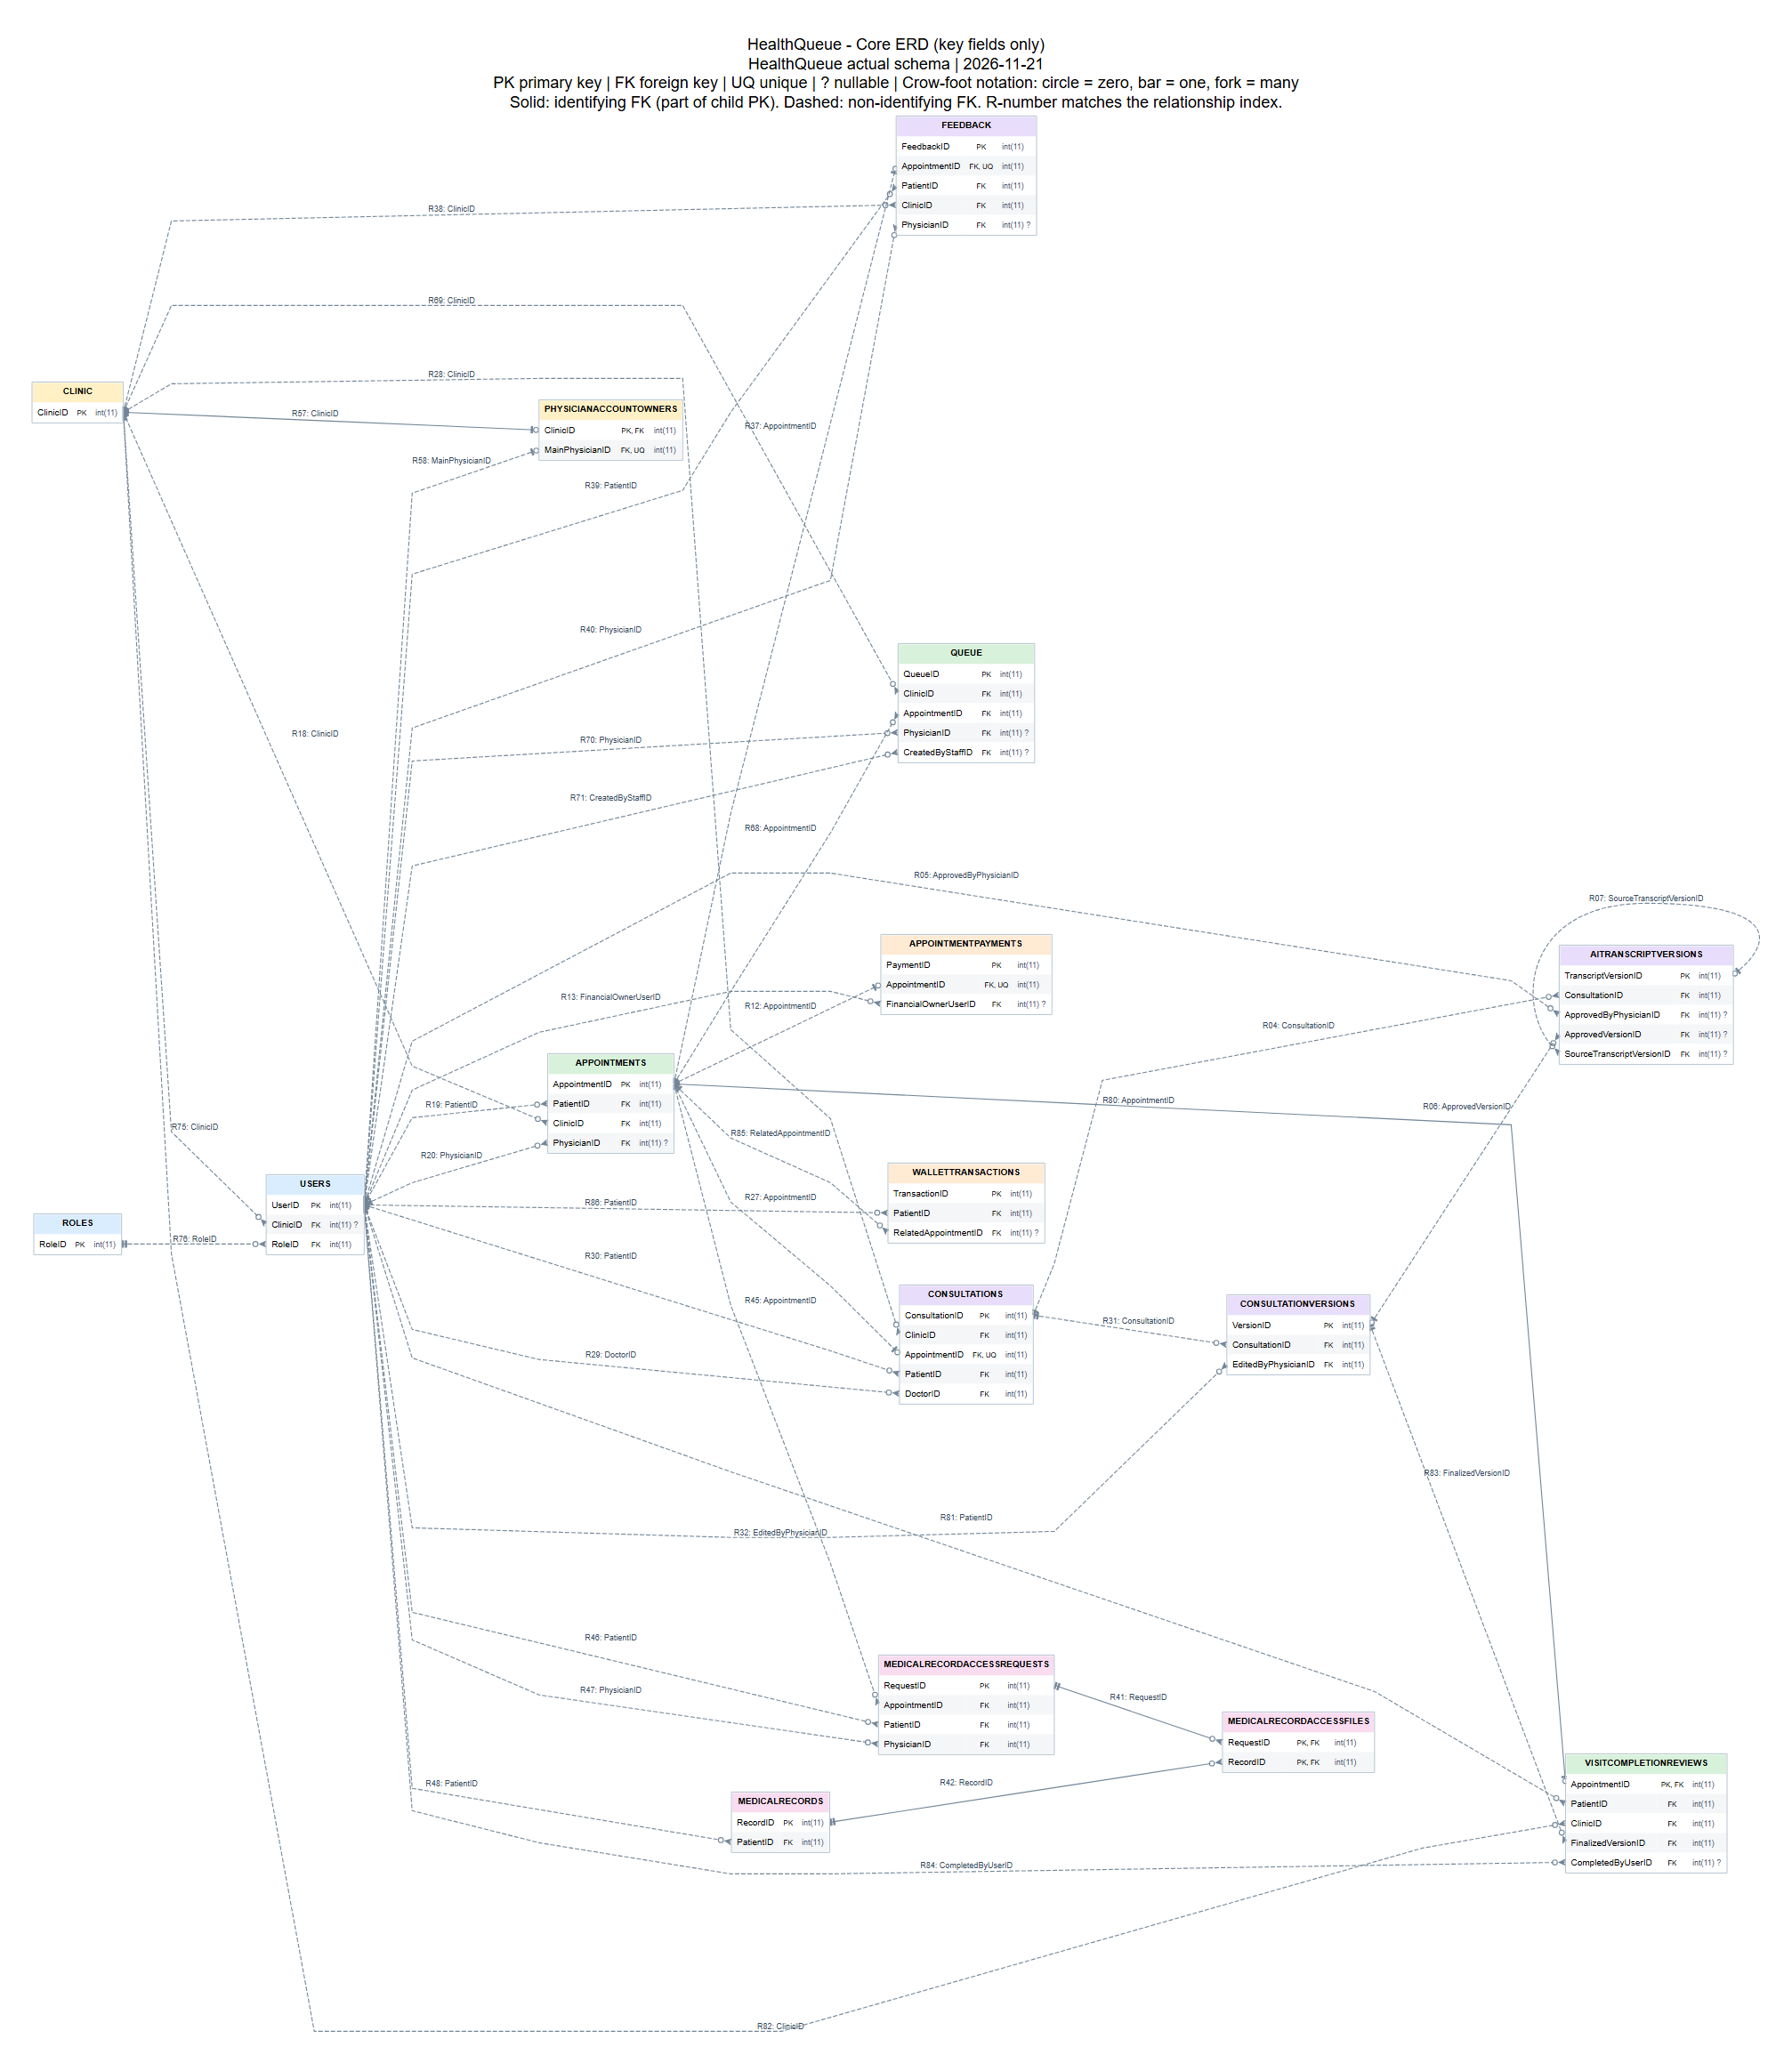 HealthQueue - Core ERD (key fields only)
HealthQueue actual schema | 2026-11-21
PK primary key | FK foreign key | UQ unique | ? nullable | Crow-foot notation: circle = zero, bar = one, fork = many
Solid: identifying FK (part of child PK). Dashed: non-identifying FK. R-number matches the relationship index.
FEEDBACK
FeedbackID PK int(11)
AppointmentID FK, UQ int(11)
PatientID FK int(11)
ClinicID FK int(11)
PhysicianID FK int(11) ?
R38: ClinicID
R69: ClinicID
R28: ClinicID
CLINIC
ClinicID PK int(11)
R57: ClinicID
PHYSICIANACCOUNTOWNERS
ClinicID PK, FK int(11)
MainPhysicianID FK, UQ int(11)
R37: AppointmentID
R58: MainPhysicianID
R39: PatientID
R40: PhysicianID
QUEUE
QueueID PK int(11)
ClinicID FK int(11)
AppointmentID FK int(11)
PhysicianID FK int(11) ?
CreatedByStaffID FK int(11) ?
R18: ClinicID
R70: PhysicianID
R71: CreatedByStaffID
R68: AppointmentID
R05: ApprovedByPhysicianID
R07: SourceTranscriptVersionID
APPOINTMENTPAYMENTS
PaymentID PK int(11)
AppointmentID FK, UQ int(11)
FinancialOwnerUserID FK int(11) ?
AITRANSCRIPTVERSIONS
TranscriptVersionID PK int(11)
ConsultationID FK int(11)
ApprovedByPhysicianID FK int(11) ?
ApprovedVersionID FK int(11) ?
SourceTranscriptVersionID FK int(11) ?
R13: FinancialOwnerUserID
R12: AppointmentID
R04: ConsultationID
APPOINTMENTS
AppointmentID PK int(11)
PatientID FK int(11)
ClinicID FK int(11)
PhysicianID FK int(11) ?
R80: AppointmentID
R06: ApprovedVersionID
R19: PatientID
R75: ClinicID
R85: RelatedAppointmentID
R20: PhysicianID
USERS
UserID PK int(11)
ClinicID FK int(11) ?
RoleID FK int(11)
WALLETTRANSACTIONS
TransactionID PK int(11)
PatientID FK int(11)
RelatedAppointmentID FK int(11) ?
R86: PatientID
R27: AppointmentID
ROLES
RoleID PK int(11)
R76: RoleID
R30: PatientID
R45: AppointmentID
CONSULTATIONS
ConsultationID PK int(11)
ClinicID FK int(11)
AppointmentID FK, UQ int(11)
PatientID FK int(11)
DoctorID FK int(11)
R31: ConsultationID
CONSULTATIONVERSIONS
VersionID PK int(11)
ConsultationID FK int(11)
EditedByPhysicianID FK int(11)
R29: DoctorID
R83: FinalizedVersionID
R81: PatientID
R32: EditedByPhysicianID
R46: PatientID
R47: PhysicianID
MEDICALRECORDACCESSREQUESTS
RequestID PK int(11)
AppointmentID FK int(11)
PatientID FK int(11)
PhysicianID FK int(11)
R41: RequestID
MEDICALRECORDACCESSFILES
RequestID PK, FK int(11)
RecordID PK, FK int(11)
R42: RecordID
R48: PatientID
MEDICALRECORDS
RecordID PK int(11)
PatientID FK int(11)
VISITCOMPLETIONREVIEWS
AppointmentID PK, FK int(11)
PatientID FK int(11)
ClinicID FK int(11)
FinalizedVersionID FK int(11)
CompletedByUserID FK int(11) ?
R84: CompletedByUserID
R82: ClinicID